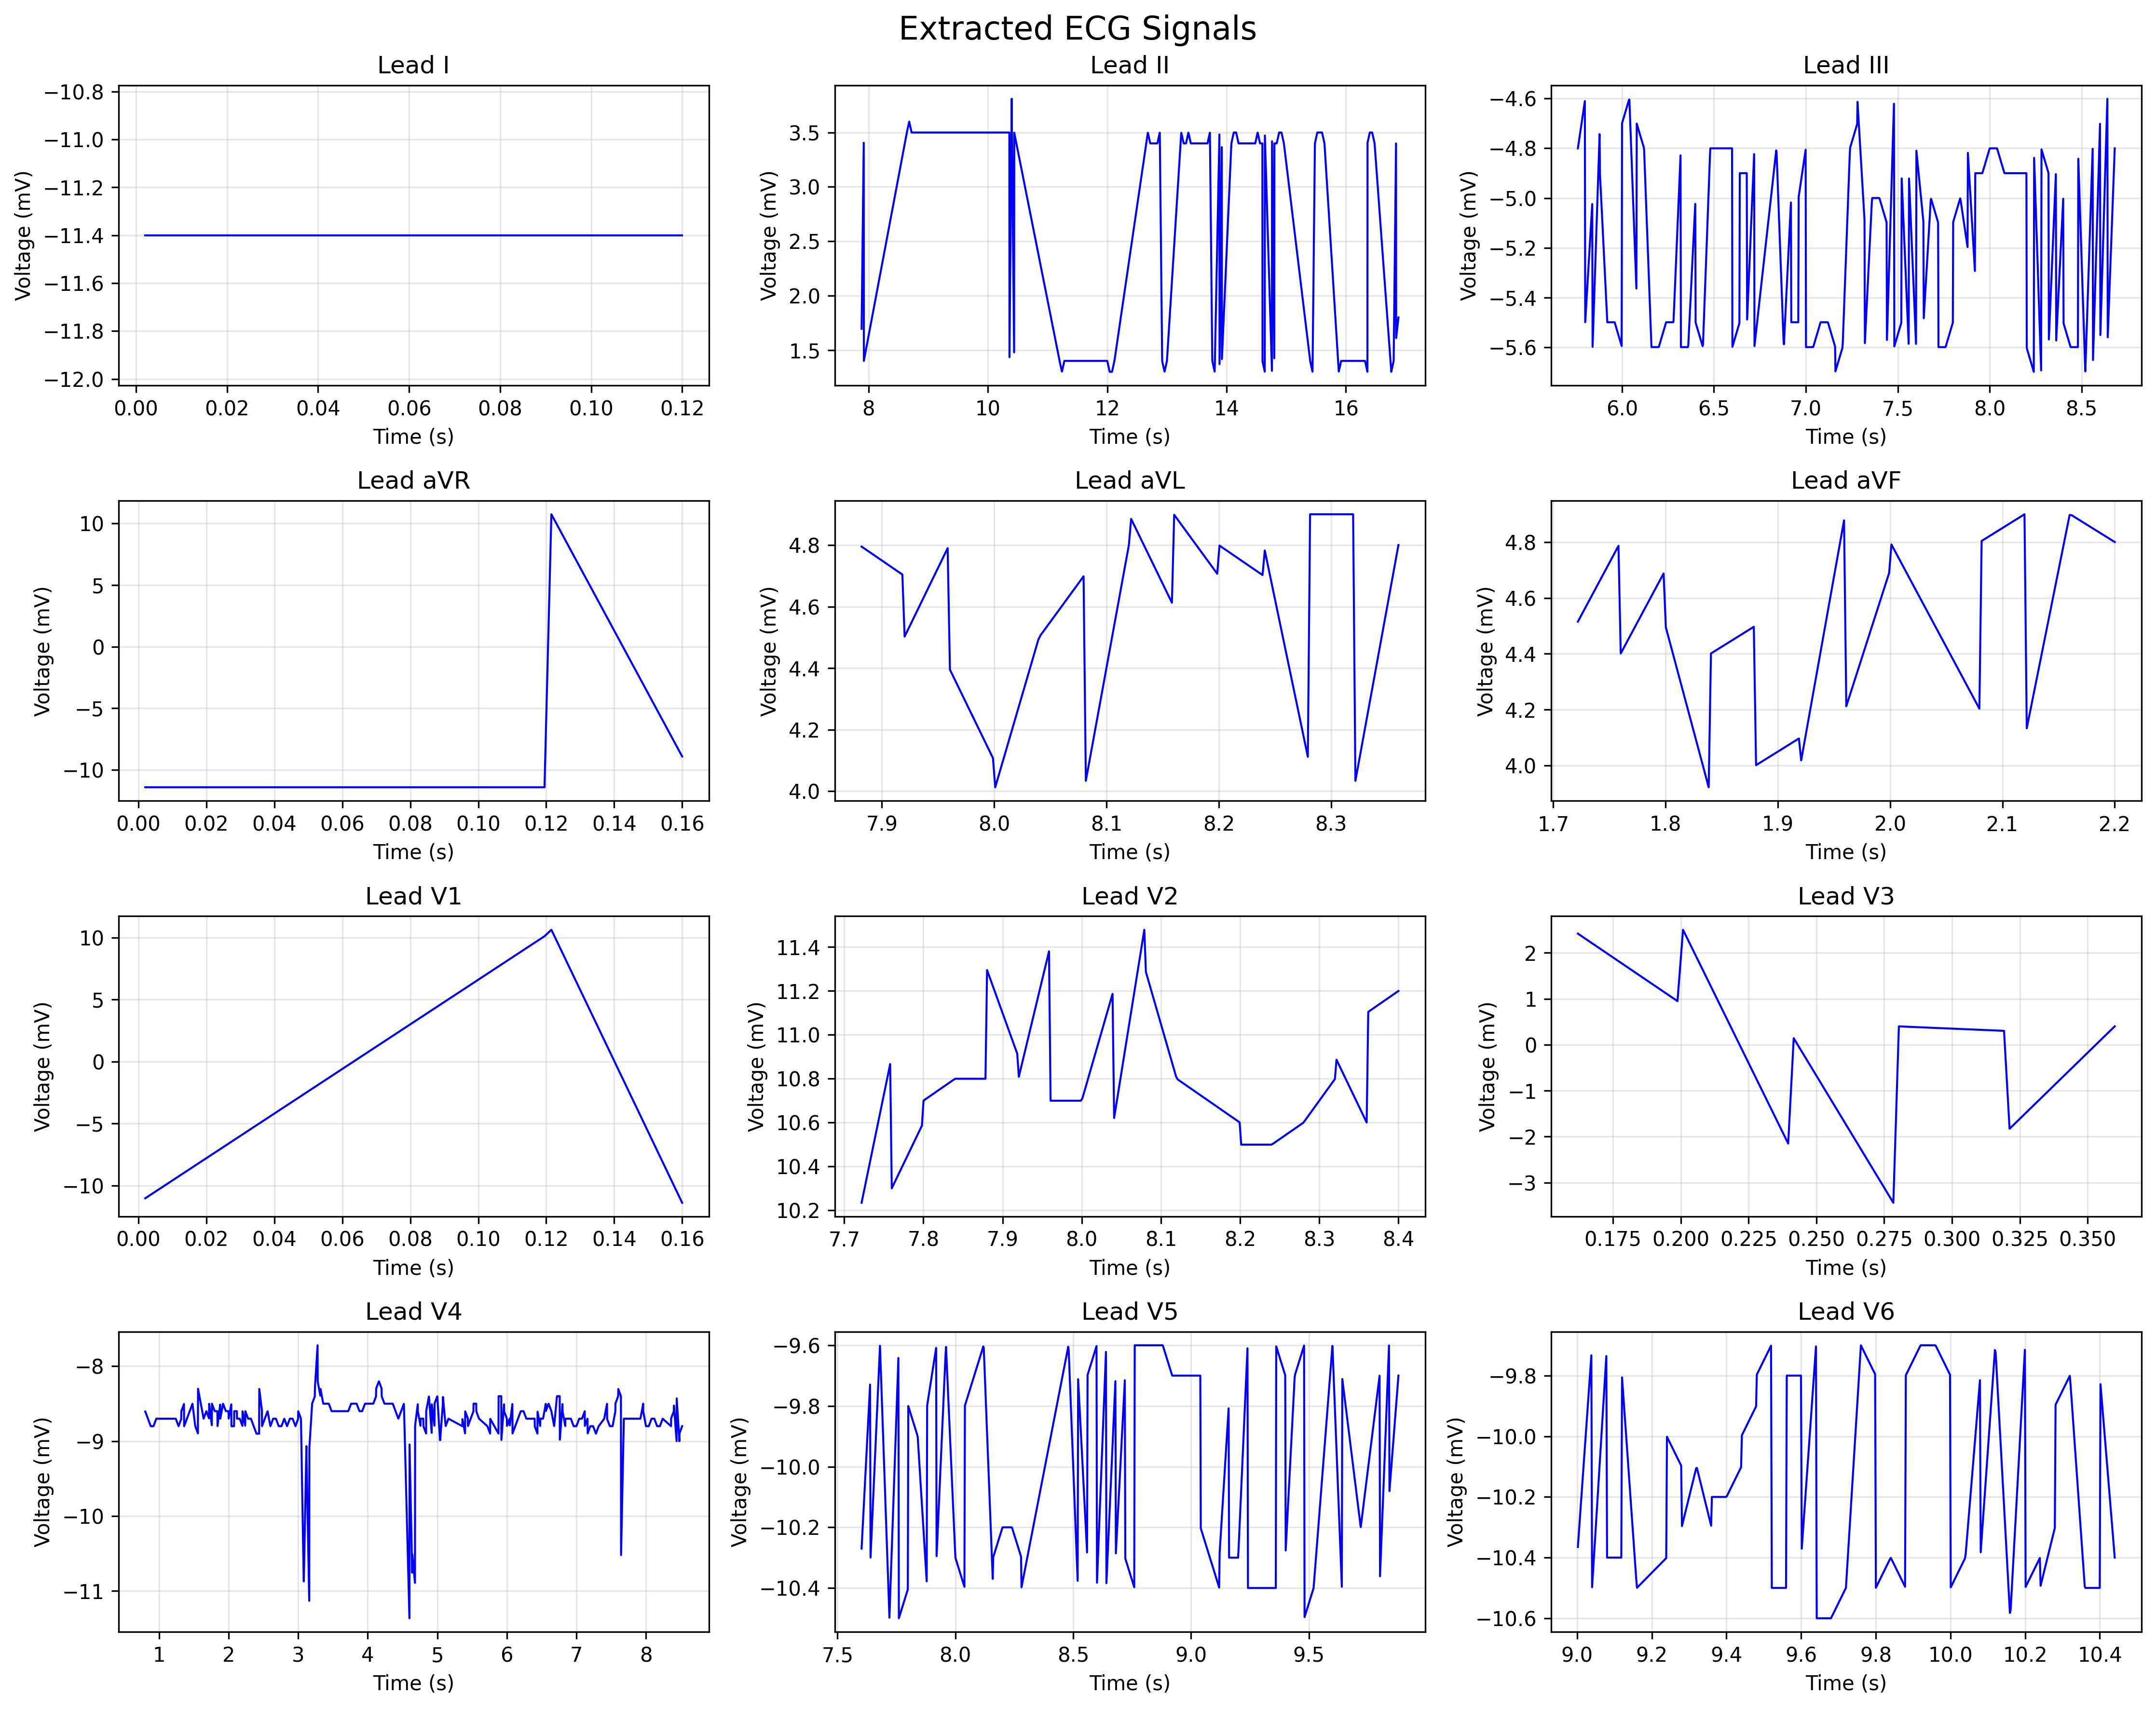 Extracted ECG Signals
Lead I
Voltage (mV)
−10.8
−11.0
−11.2
−11.4
−11.6
−11.8
−12.0
0.00 0.02 0.04 0.06 0.08 0.10 0.12
Time (s)
Lead II
Voltage (mV)
3.5
3.0
2.5
2.0
1.5
8 10 12 14 16
Time (s)
Lead III
Voltage (mV)
−4.6
−4.8
−5.0
−5.2
−5.4
−5.6
6.0 6.5 7.0 7.5 8.0 8.5
Time (s)
Lead aVR
Voltage (mV)
10
5
0
−5
−10
0.00 0.02 0.04 0.06 0.08 0.10 0.12 0.14 0.16
Time (s)
Lead aVL
Voltage (mV)
4.8
4.6
4.4
4.2
4.0
7.9 8.0 8.1 8.2 8.3
Time (s)
Lead aVF
Voltage (mV)
4.8
4.6
4.4
4.2
4.0
1.7 1.8 1.9 2.0 2.1 2.2
Time (s)
Lead V1
Voltage (mV)
10
5
0
−5
−10
0.00 0.02 0.04 0.06 0.08 0.10 0.12 0.14 0.16
Time (s)
Lead V2
Voltage (mV)
11.4
11.2
11.0
10.8
10.6
10.4
10.2
7.7 7.8 7.9 8.0 8.1 8.2 8.3 8.4
Time (s)
Lead V3
Voltage (mV)
2
1
0
−1
−2
−3
0.175 0.200 0.225 0.250 0.275 0.300 0.325 0.350
Time (s)
Lead V4
Voltage (mV)
−8
−9
−10
−11
1 2 3 4 5 6 7 8
Time (s)
Lead V5
Voltage (mV)
−9.6
−9.8
−10.0
−10.2
−10.4
7.5 8.0 8.5 9.0 9.5
Time (s)
Lead V6
Voltage (mV)
−9.8
−10.0
−10.2
−10.4
−10.6
9.0 9.2 9.4 9.6 9.8 10.0 10.2 10.4
Time (s)